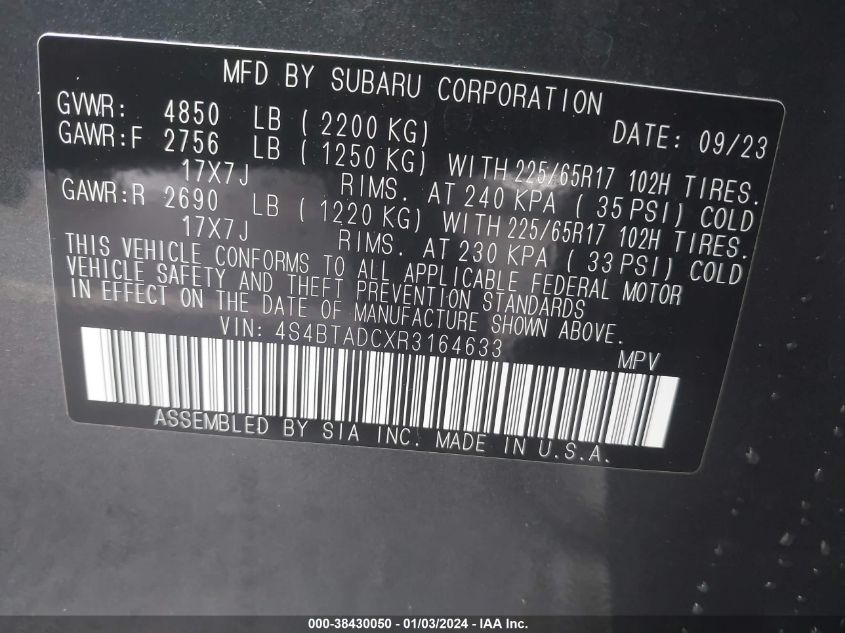 MFD BY SUBARU CORPORATION
GVWR: 4850 LB ( 2200 KG) DATE: 09/23
GAWR:F 2756 LB ( 1250 KG) WITH 225/65R17 102H TIRES.
17X7J RIMS. AT 240 KPA ( 35 PSI) COLD
GAWR:R 2690 LB ( 1220 KG) WITH 225/65R17 102H TIRES.
17X7J RIMS. AT 230 KPA ( 33 PSI) COLD
THIS VEHICLE CONFORMS TO ALL APPLICABLE FEDERAL MOTOR
VEHICLE SAFETY AND THEFT PREVENTION STANDARDS
IN EFFECT ON THE DATE OF MANUFACTURE SHOWN ABOVE.
VIN: 4S4BTADCXR3164633 MPV
ASSEMBLED BY SIA INC. MADE IN U.S.A.
000-38430050 - 01/03/2024 - IAA Inc.